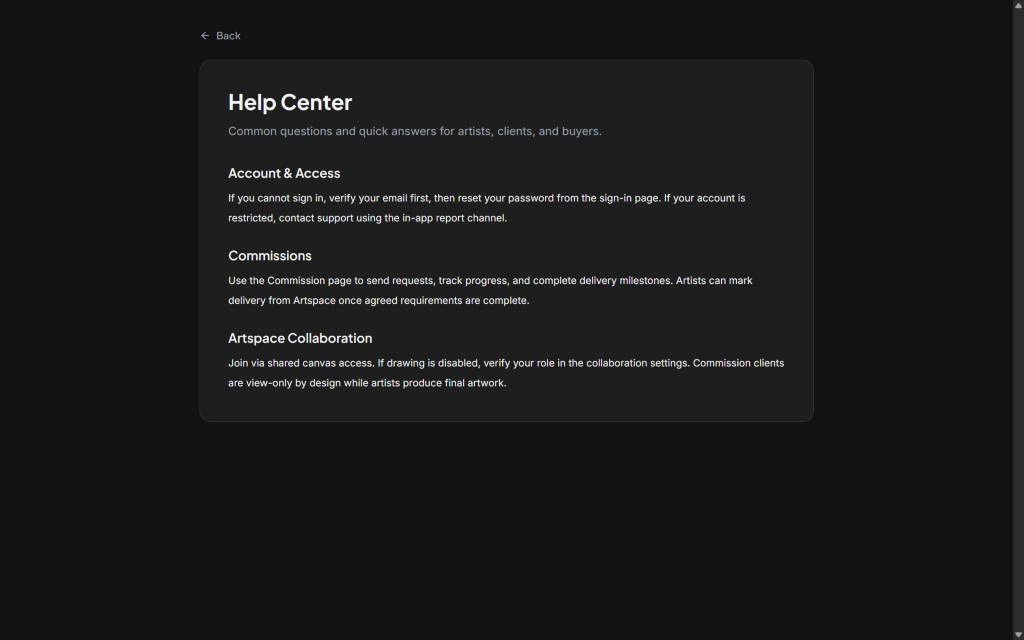 Back
Help Center
Common questions and quick answers for artists, clients, and buyers.
Account & Access
If you cannot sign in, verify your email first, then reset your password from the sign-in page. If your account is
restricted, contact support using the in-app report channel.
Commissions
Use the Commission page to send requests, track progress, and complete delivery milestones. Artists can mark
delivery from Artspace once agreed requirements are complete.
Artspace Collaboration
Join via shared canvas access. If drawing is disabled, verify your role in the collaboration settings. Commission clients
are view-only by design while artists produce final artwork.